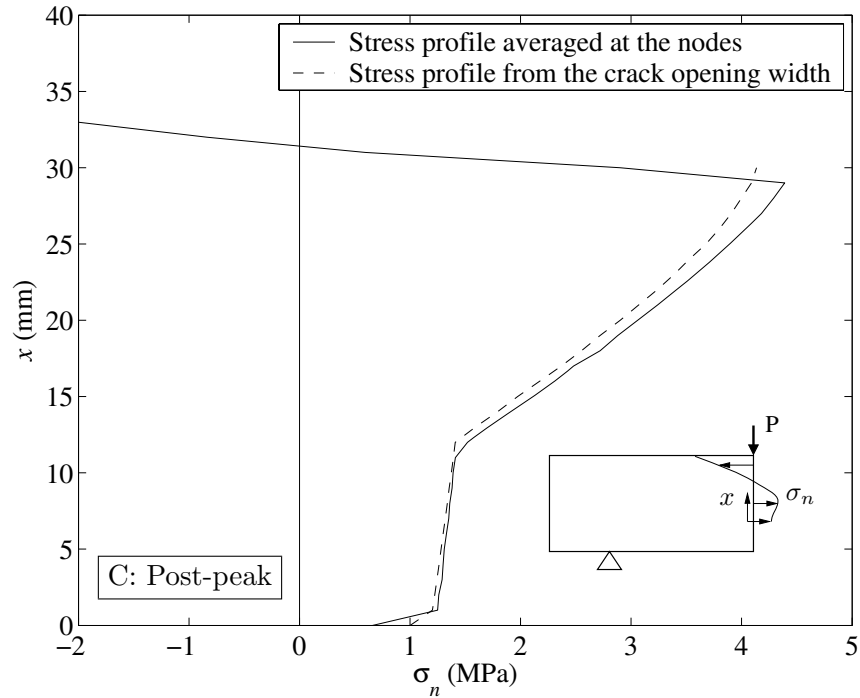 40
35
30
25
20
15
10
5
0
x (mm)
Stress profile averaged at the nodes
Stress profile from the crack opening width
P
x
σn
C: Post-peak
−2 −1 0 1 2 3 4 5
σn (MPa)